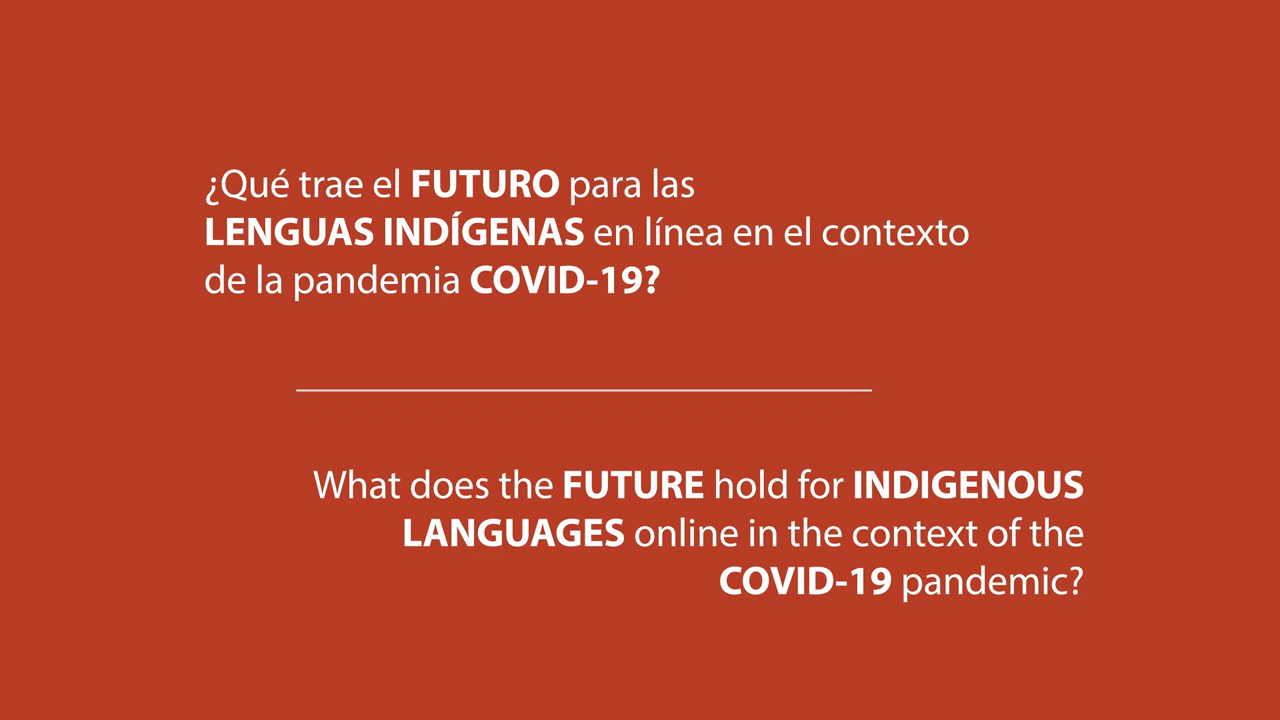 ¿Qué trae el FUTURO para las
LENGUAS INDÍGENAS en línea en el contexto
de la pandemia COVID-19?
What does the FUTURE hold for INDIGENOUS
LANGUAGES online in the context of the
COVID-19 pandemic?